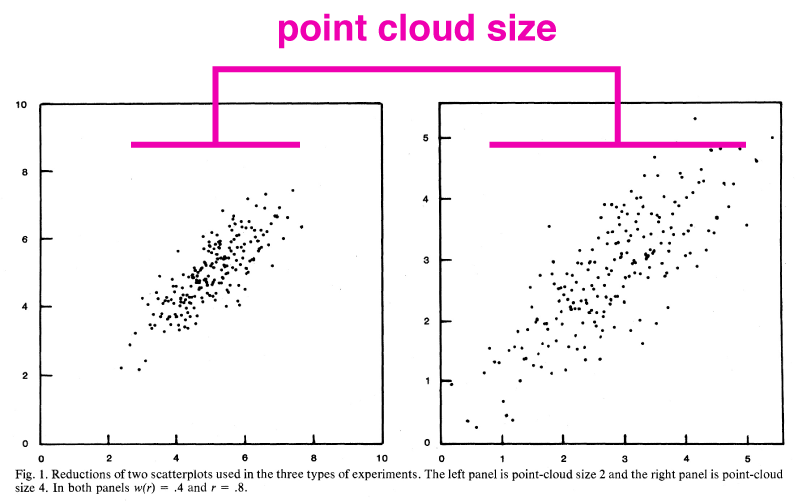 point cloud size
10
8
6
4
2
0
0 2 4 6 8 10
5
4
3
2
1
0
0 1 2 3 4 5
Fig. 1. Reductions of two scatterplots used in the three types of experiments. The left panel is point-cloud size 2 and the right panel is point-cloud
size 4. In both panels w(r) = .4 and r = .8.